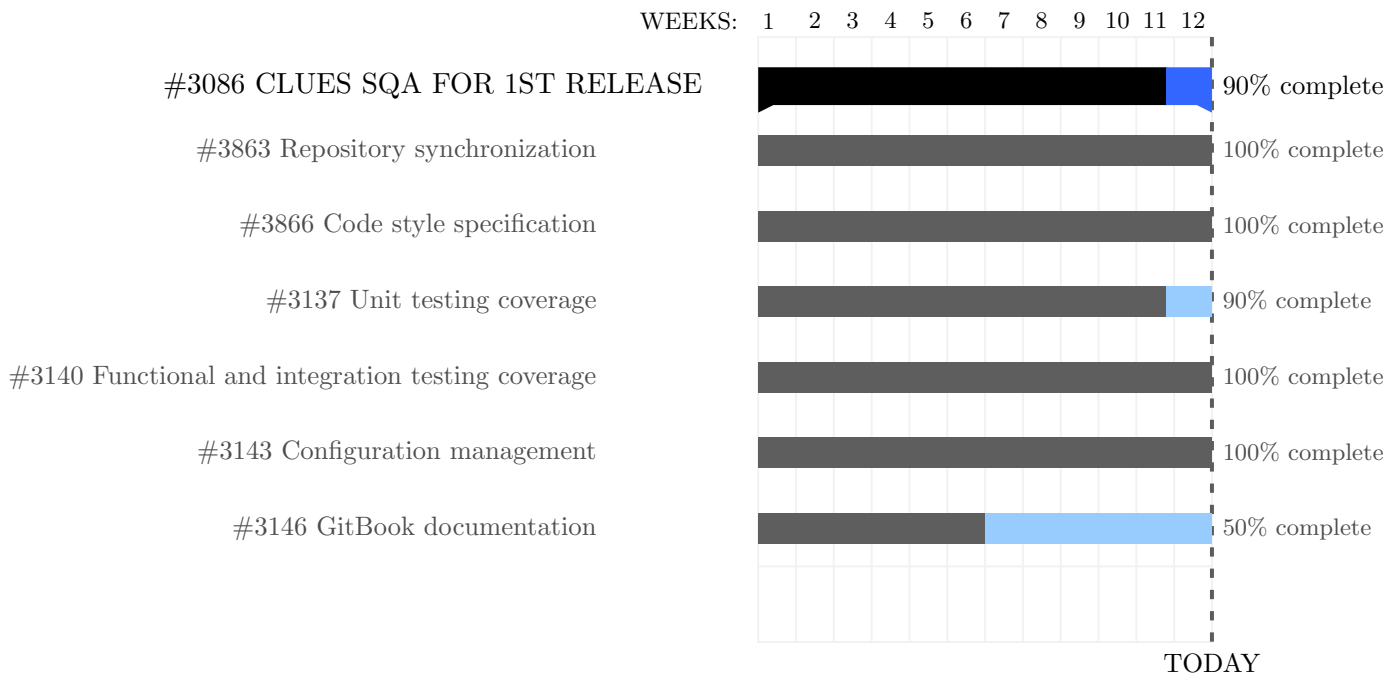 WEEKS: 1 2 3 4 5 6 7 8 9 10 11 12
#3086 CLUES SQA FOR 1ST RELEASE 90% complete
#3863 Repository synchronization 100% complete
#3866 Code style specification 100% complete
#3137 Unit testing coverage 90% complete
#3140 Functional and integration testing coverage 100% complete
#3143 Configuration management 100% complete
#3146 GitBook documentation 50% complete
TODAY